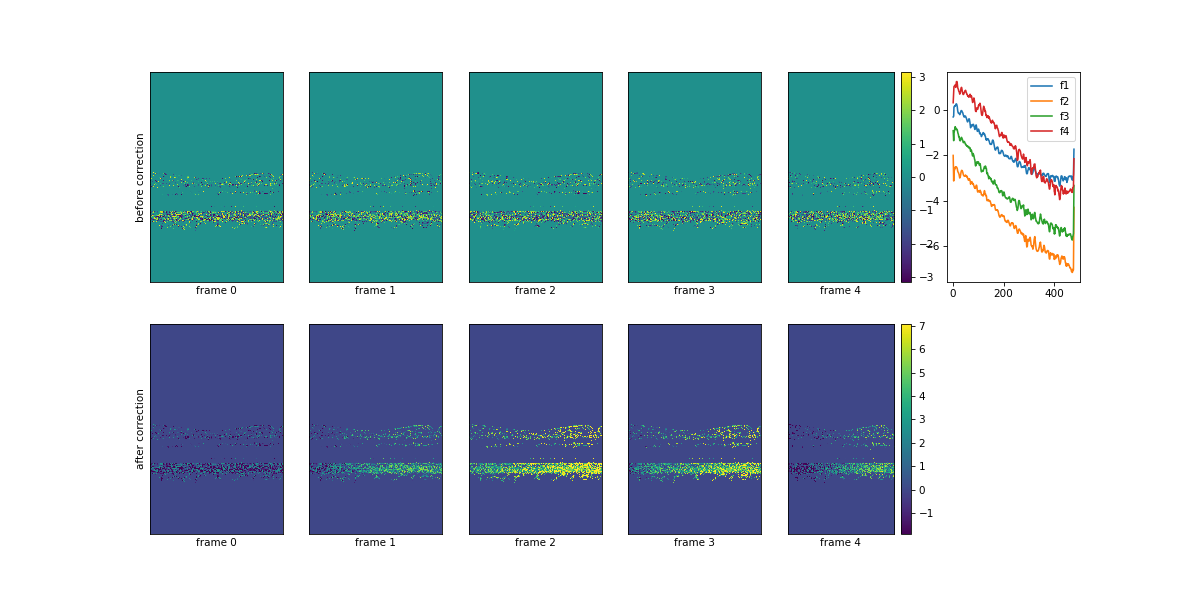 before correction
frame 0
frame 1
frame 2
frame 3
frame 4
3
2
1
0
−1
−2
−3
0
−2
−4
−6
0
200
400
f1
f2
f3
f4
after correction
frame 0
frame 1
frame 2
frame 3
frame 4
7
6
5
4
3
2
1
0
−1